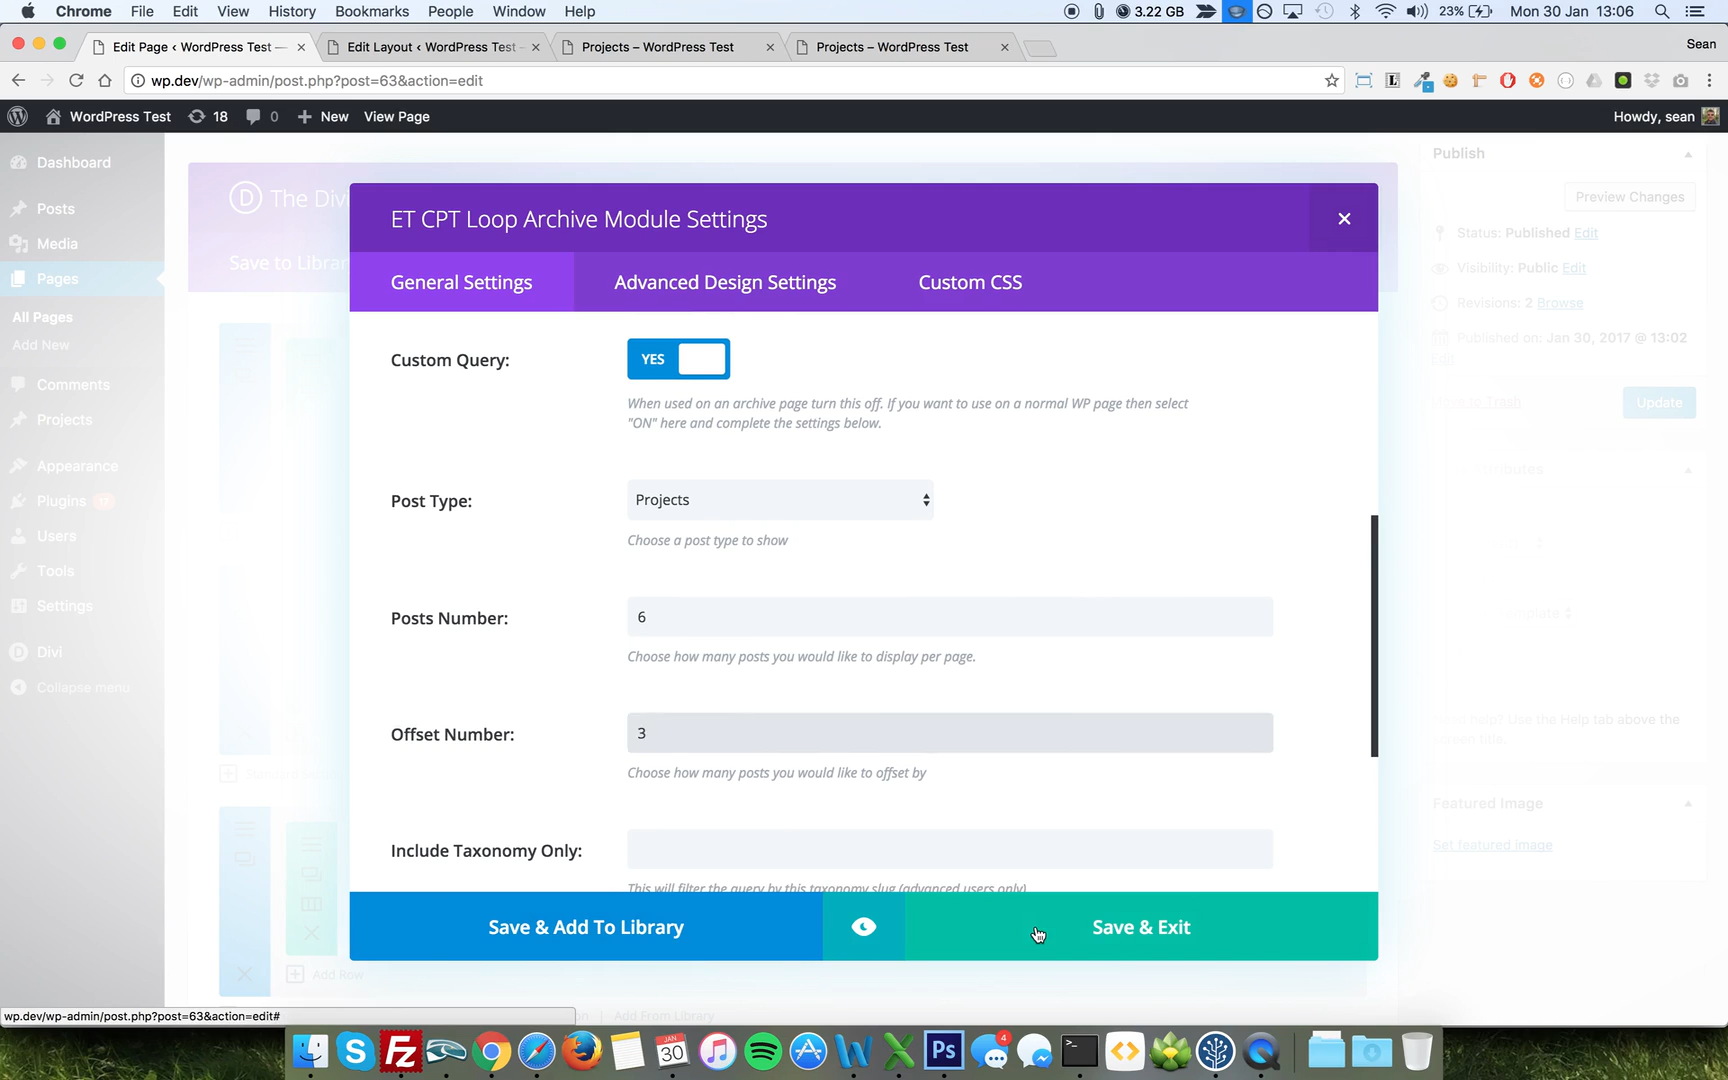 Chrome File Edit View History Bookmarks People Window Help 3.22 GB 23% Mon 30 Jan 13:06
Edit Page ‹ WordPress Test — Edit Layout ‹ WordPress Test - Projects – WordPress Test Projects – WordPress Test Sean
wp.dev/wp-admin/post.php?post=63&action=edit
WordPress Test 18 0 New View Page Howdy, sean
Dashboard
Posts
Media
Pages
All Pages
Add New
Comments
Projects
Appearance
Plugins
Users
Tools
Settings
Divi
Collapse menu
The Divi
Save to Librar
ET CPT Loop Archive Module Settings
General Settings Advanced Design Settings Custom CSS
Custom Query: YES
When used on an archive page turn this off. If you want to use on a normal WP page then select
"ON" here and complete the settings below.
Post Type: Projects
Choose a post type to show
Posts Number: 6
Choose how many posts you would like to display per page.
Offset Number: 3
Choose how many posts you would like to offset by
Include Taxonomy Only:
This will filter the query by this taxonomy slug (advanced users only)
Save & Add To Library Save & Exit
Add Row
Add From Library
Publish
Preview Changes
Status: Published Edit
Visibility: Public Edit
Revisions: 2 Browse
Published on: Jan 30, 2017 @ 13:02
Edit
Move to Trash Update
Need help? Use the Help tab above the
screen title.
Featured Image
Set featured image
wp.dev/wp-admin/post.php?post=63&action=edit#
JAN
30
4